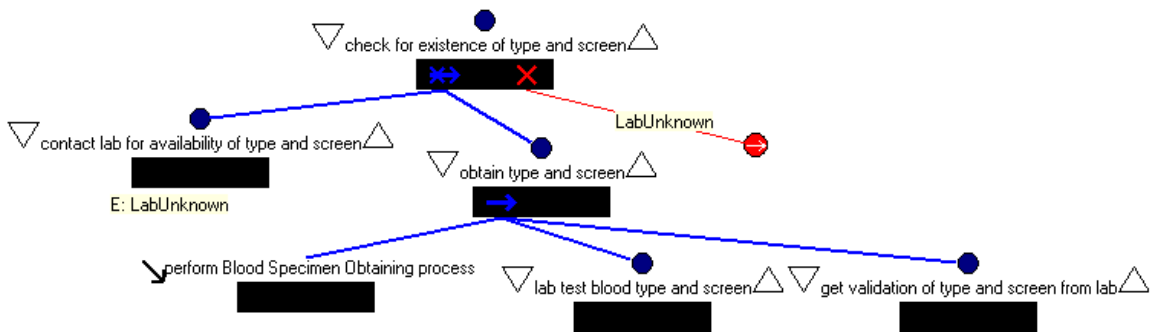 check for existence of type and screen
LabUnknown
contact lab for availability of type and screen
obtain type and screen
E: LabUnknown
perform Blood Specimen Obtaining process
lab test blood type and screen
get validation of type and screen from lab